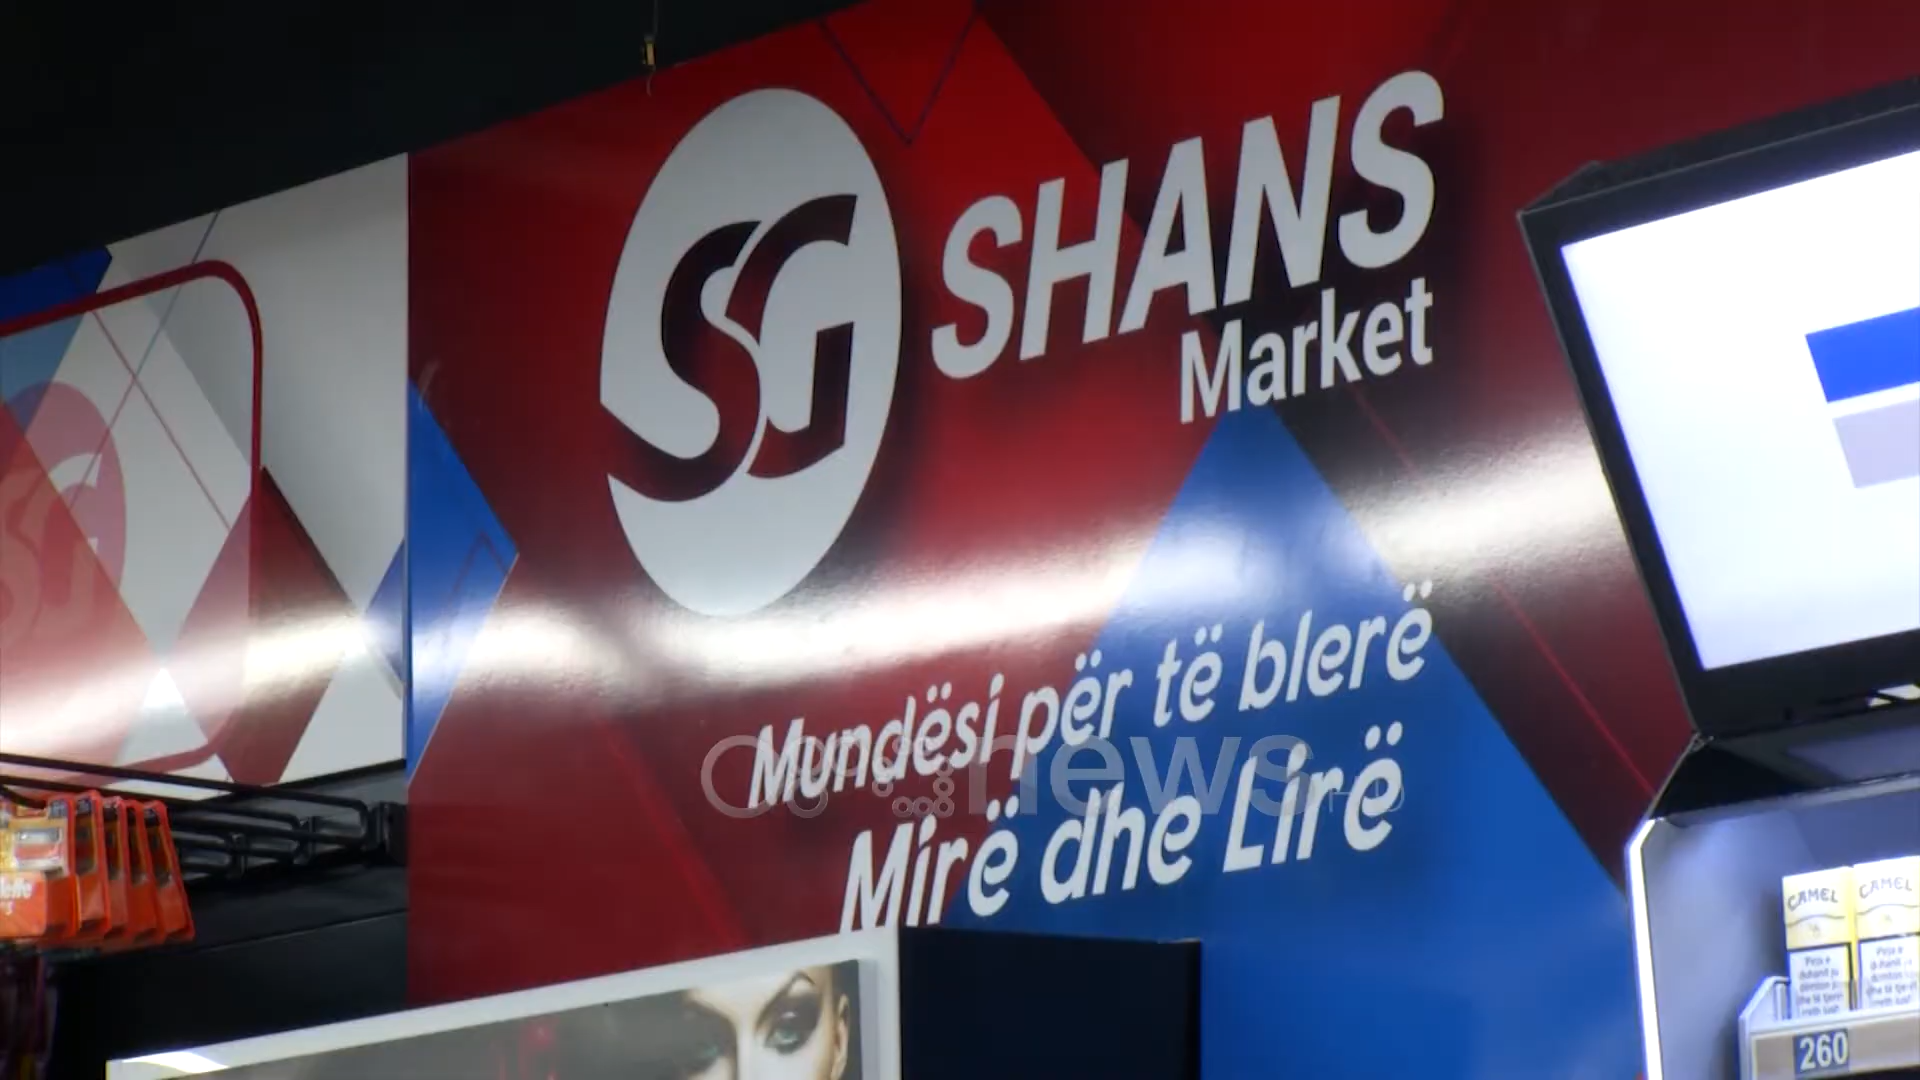 SG
SHANS
Market
Mundësi për të blerë
Mirë dhe Lirë
news
CAMEL
CAMEL
260